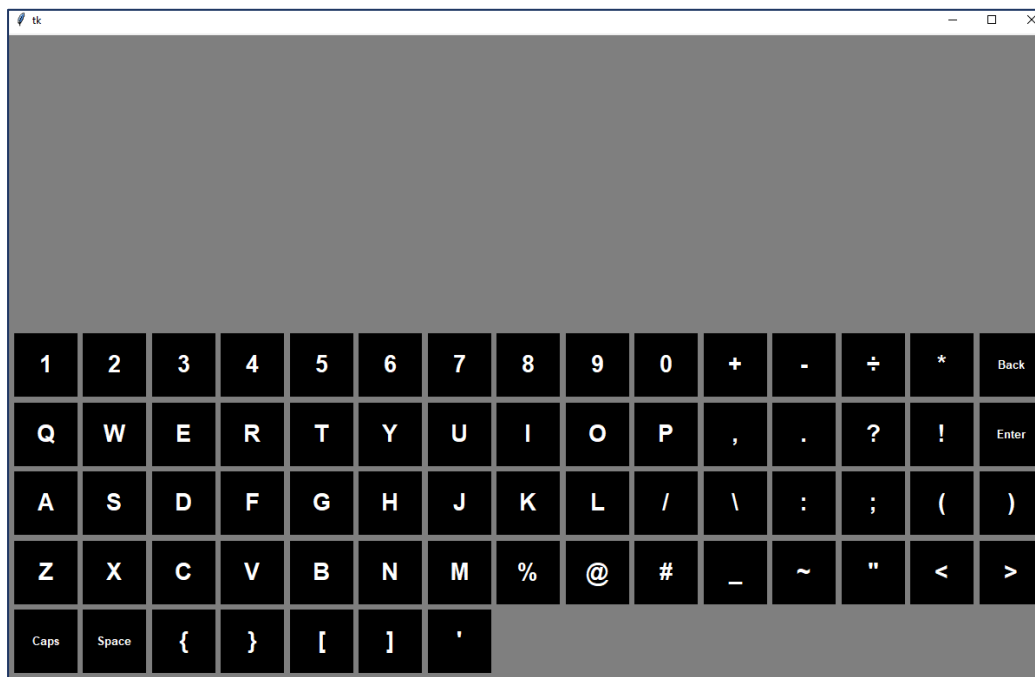 tk
1 2 3 4 5 6 7 8 9 0 + - ÷ * Back
Q W E R T Y U I O P , . ? ! Enter
A S D F G H J K L / \ : ; ( )
Z X C V B N M % @ # _ ~ " < >
Caps Space { } [ ] '